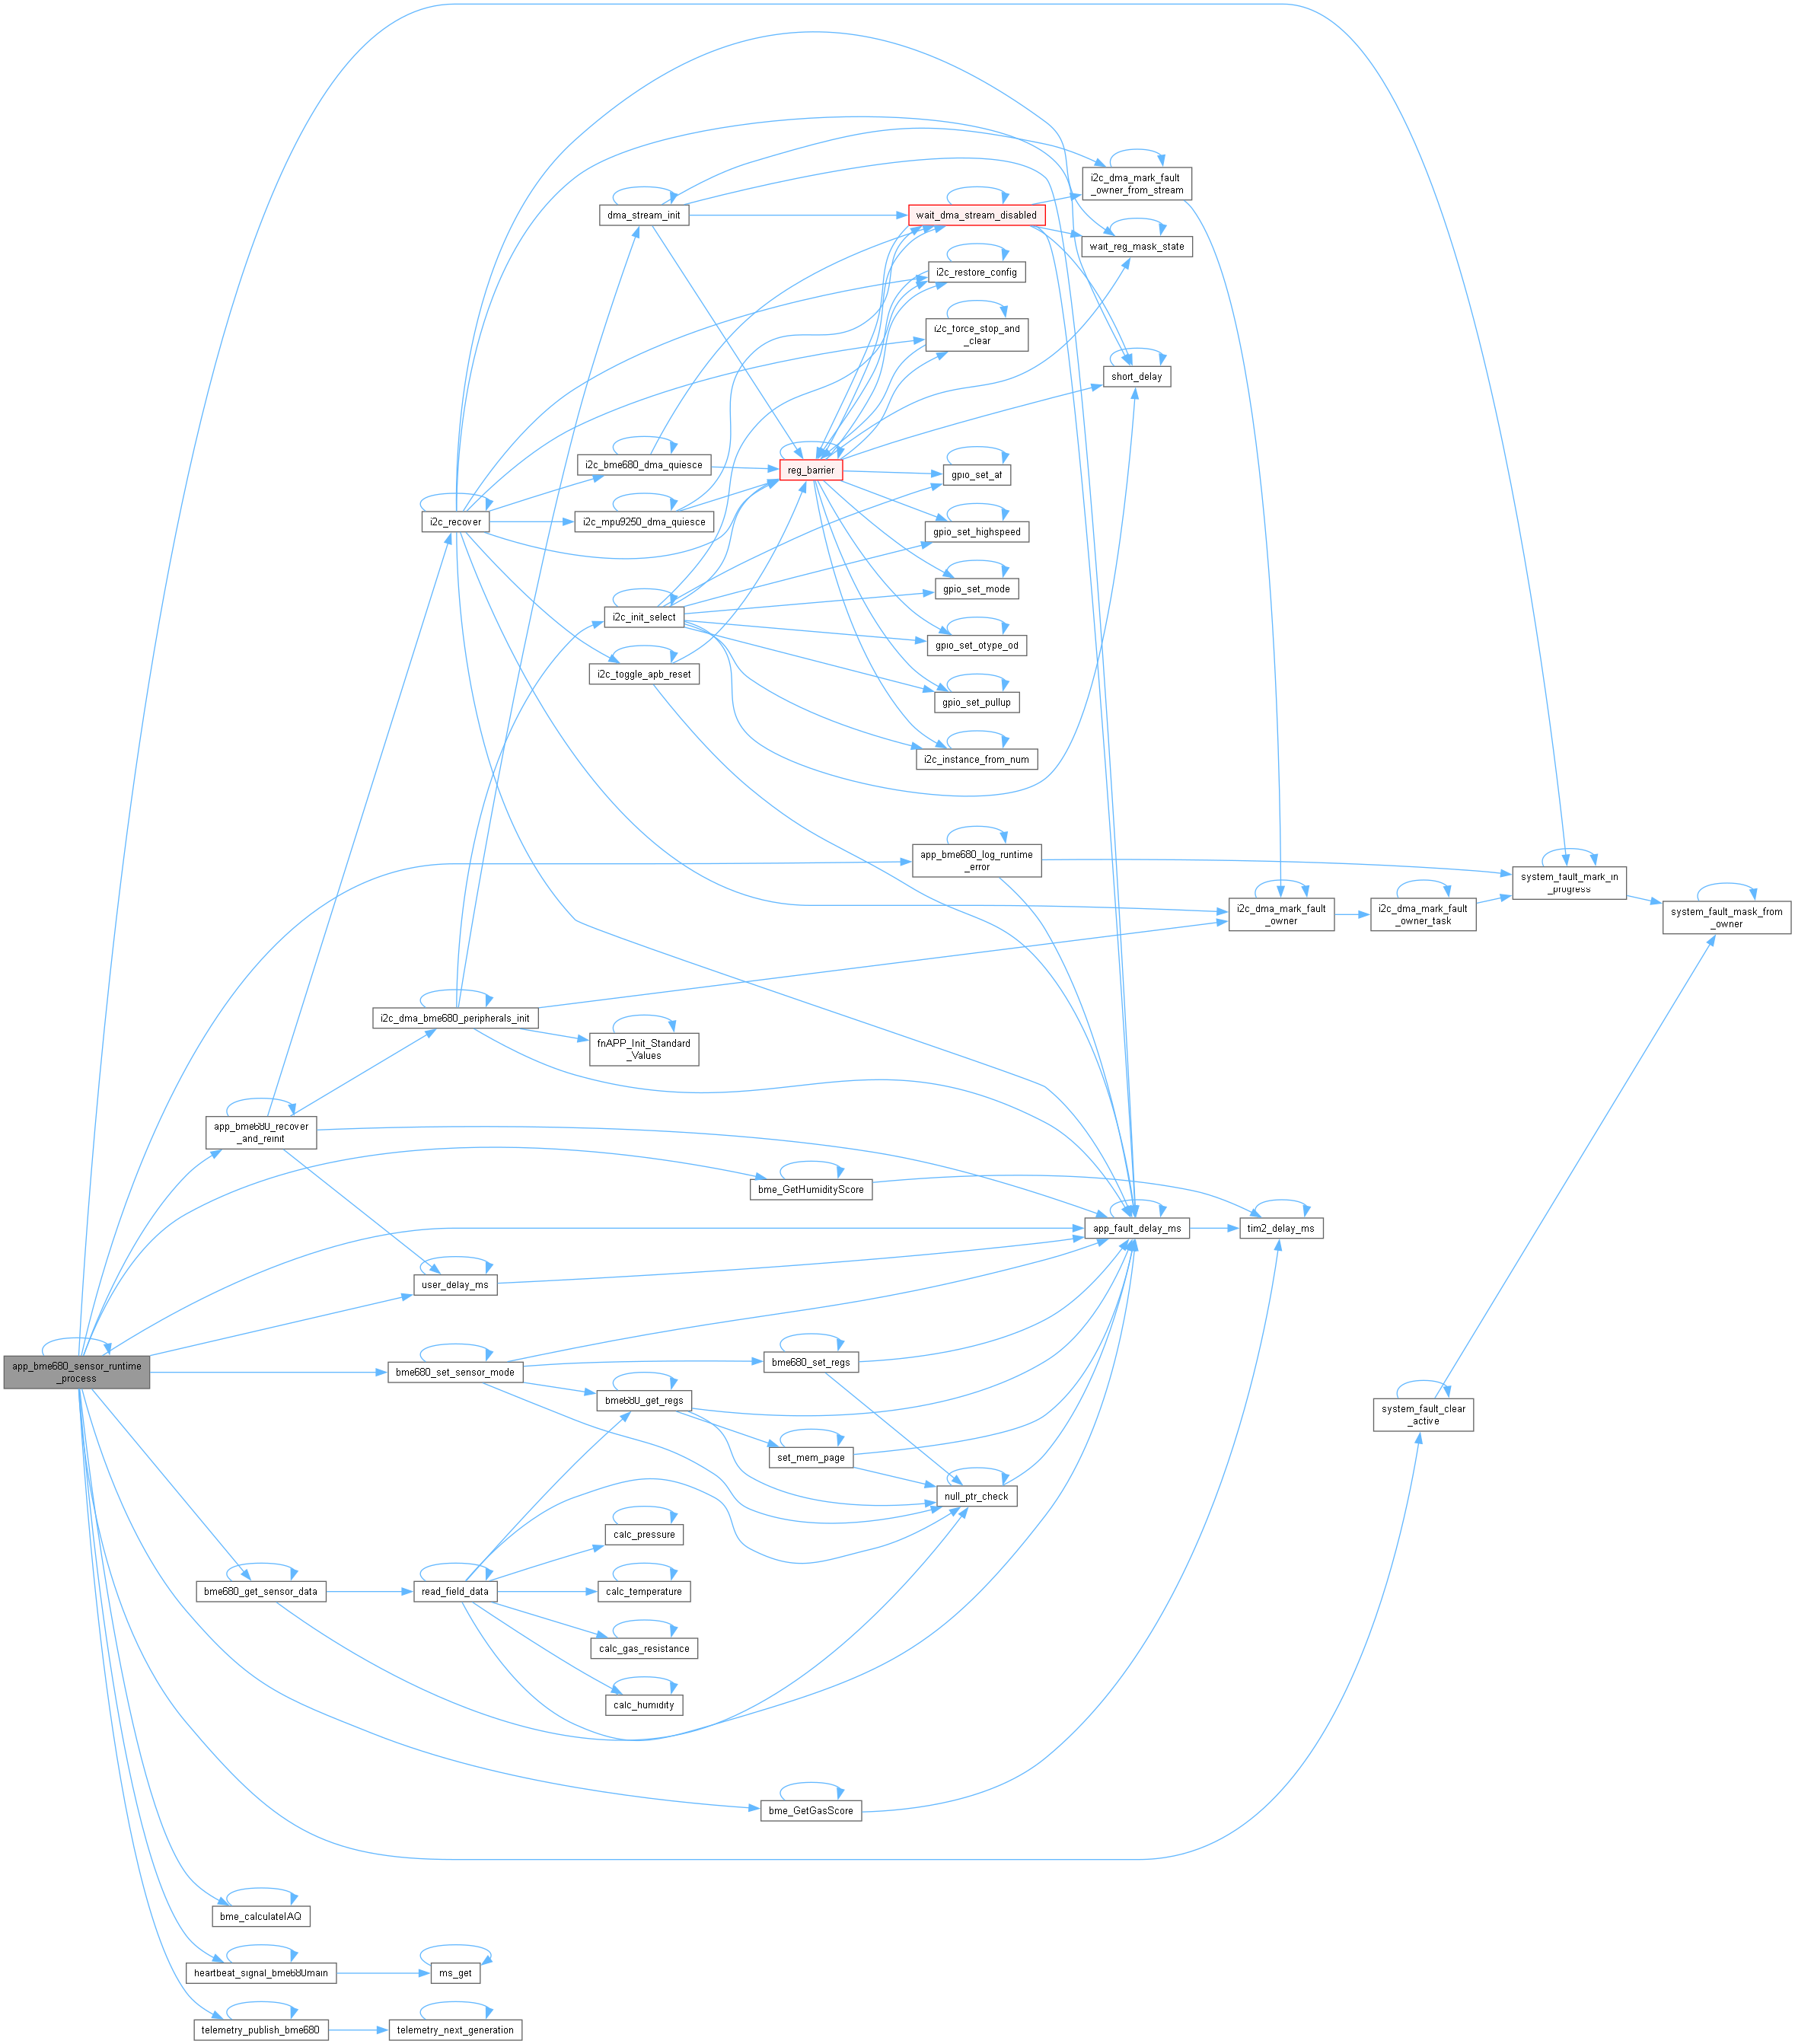 i2c_dma_mark_fault
_owner_from_stream
dma_stream_init
wait_dma_stream_disabled
wait_reg_mask_state
i2c_restore_config
i2c_force_stop_and
_clear
short_delay
i2c_bme680_dma_quiesce
reg_barrier
gpio_set_af
i2c_recover
i2c_mpu9250_dma_quiesce
gpio_set_highspeed
gpio_set_mode
i2c_init_select
gpio_set_otype_od
i2c_toggle_apb_reset
gpio_set_pullup
i2c_instance_from_num
app_bme680_log_runtime
_error
system_fault_mark_in
_progress
i2c_dma_mark_fault
_owner
i2c_dma_mark_fault
_owner_task
system_fault_mask_from
_owner
i2c_dma_bme680_peripherals_init
fnAPP_Init_Standard
_Values
app_bme680_recover
_and_reinit
bme_GetHumidityScore
app_fault_delay_ms
tim2_delay_ms
user_delay_ms
app_bme680_sensor_runtime
_process
bme680_set_sensor_mode
bme680_set_regs
bme680_get_regs
system_fault_clear
_active
set_mem_page
null_ptr_check
calc_pressure
bme680_get_sensor_data
read_field_data
calc_temperature
calc_gas_resistance
calc_humidity
bme_GetGasScore
bme_calculateIAQ
heartbeat_signal_bme680main
ms_get
telemetry_publish_bme680
telemetry_next_generation